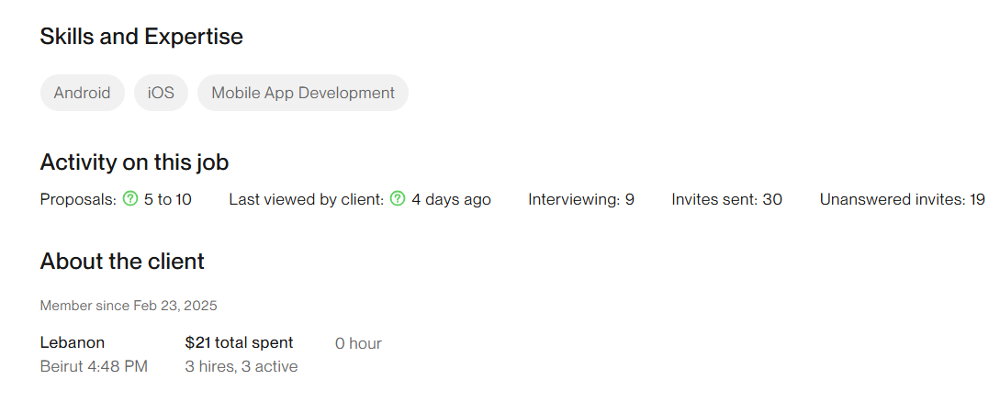 Skills and Expertise
Android iOS Mobile App Development
Activity on this job
Proposals: ? 5 to 10 Last viewed by client: ? 4 days ago Interviewing: 9 Invites sent: 30 Unanswered invites: 19
About the client
Member since Feb 23, 2025
Lebanon $21 total spent 0 hour
Beirut 4:48 PM 3 hires, 3 active